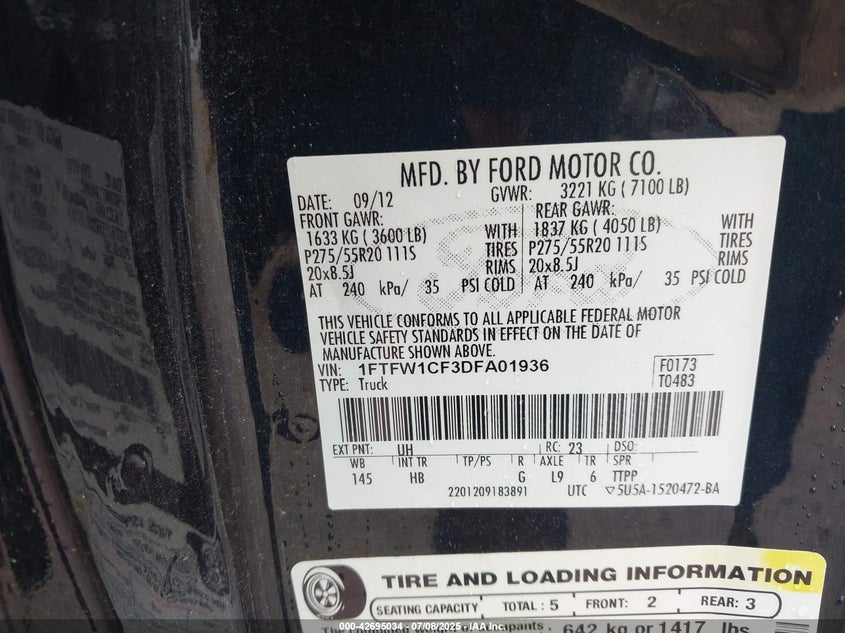 MFD. BY FORD MOTOR CO.
DATE: 09/12 GVWR: 3221 KG ( 7100 LB)
FRONT GAWR: REAR GAWR:
1633 KG ( 3600 LB) WITH 1837 KG ( 4050 LB) WITH
P275/55R20 111S TIRES P275/55R20 111S TIRES
20x8.5J RIMS 20x8.5J RIMS
AT 240 kPa/ 35 PSI COLD AT 240 kPa/ 35 PSI COLD
THIS VEHICLE CONFORMS TO ALL APPLICABLE FEDERAL MOTOR
VEHICLE SAFETY STANDARDS IN EFFECT ON THE DATE OF
MANUFACTURE SHOWN ABOVE.
VIN: 1FTFW1CF3DFA01936 F0173
TYPE: Truck T0483
EXT PNT: UH RC: 23 DSO:
WB INT TR TP/PS R AXLE TR SPR
145 HB G L9 6 TTPP
2201209183891 UTC ▽5U5A-1520472-BA
TIRE AND LOADING INFORMATION
SEATING CAPACITY TOTAL : 5 FRONT: 2 REAR: 3
642 kg or 1417 lbs
000-42695034 - 07/08/2025 - IAA Inc.